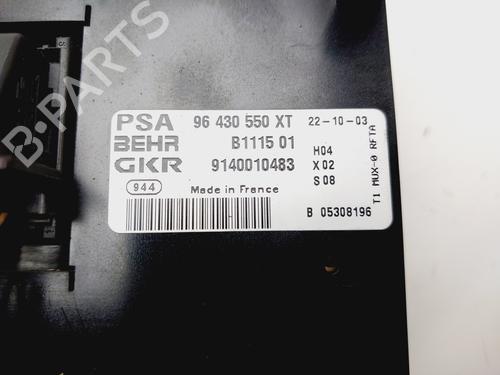 B-PARTS
PSA 96 430 550 XT 22-10-03
BEHR B1115 01 H04
GKR 9140010483 X02
944 Made in France S08
B 05308196
TI MUX-0 RFTA